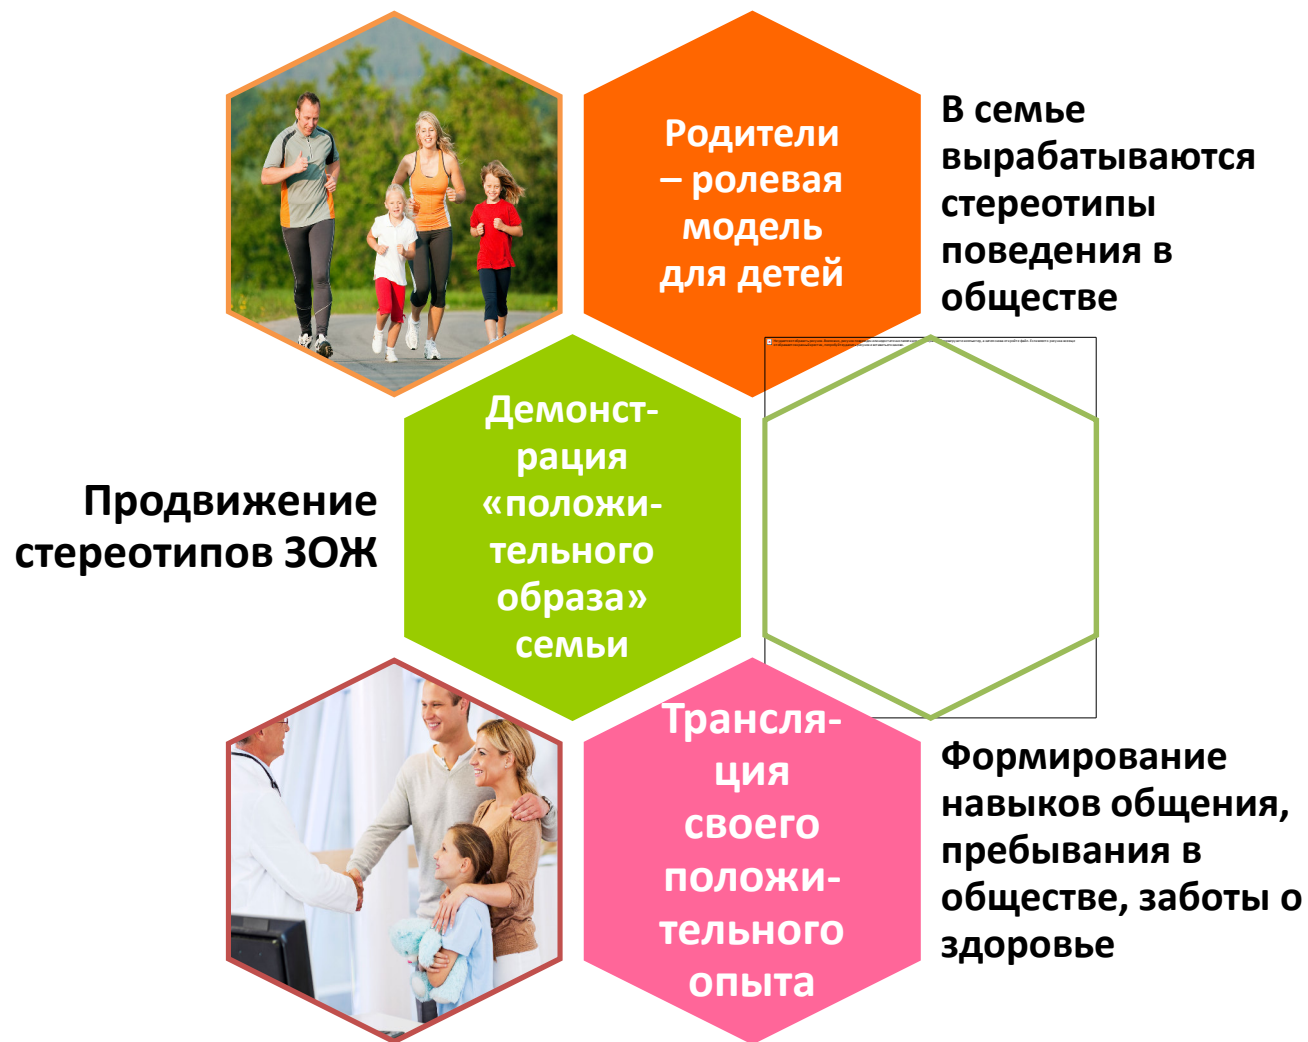 Родители
– ролевая
модель
для детей
В семье
вырабатываются
стереотипы
поведения в
обществе
Продвижение
стереотипов ЗОЖ
Демонст-
рация
«положи-
тельного
образа»
семьи
Трансля-
ция
своего
положи-
тельного
опыта
Формирование
навыков общения,
пребывания в
обществе, заботы о
здоровье